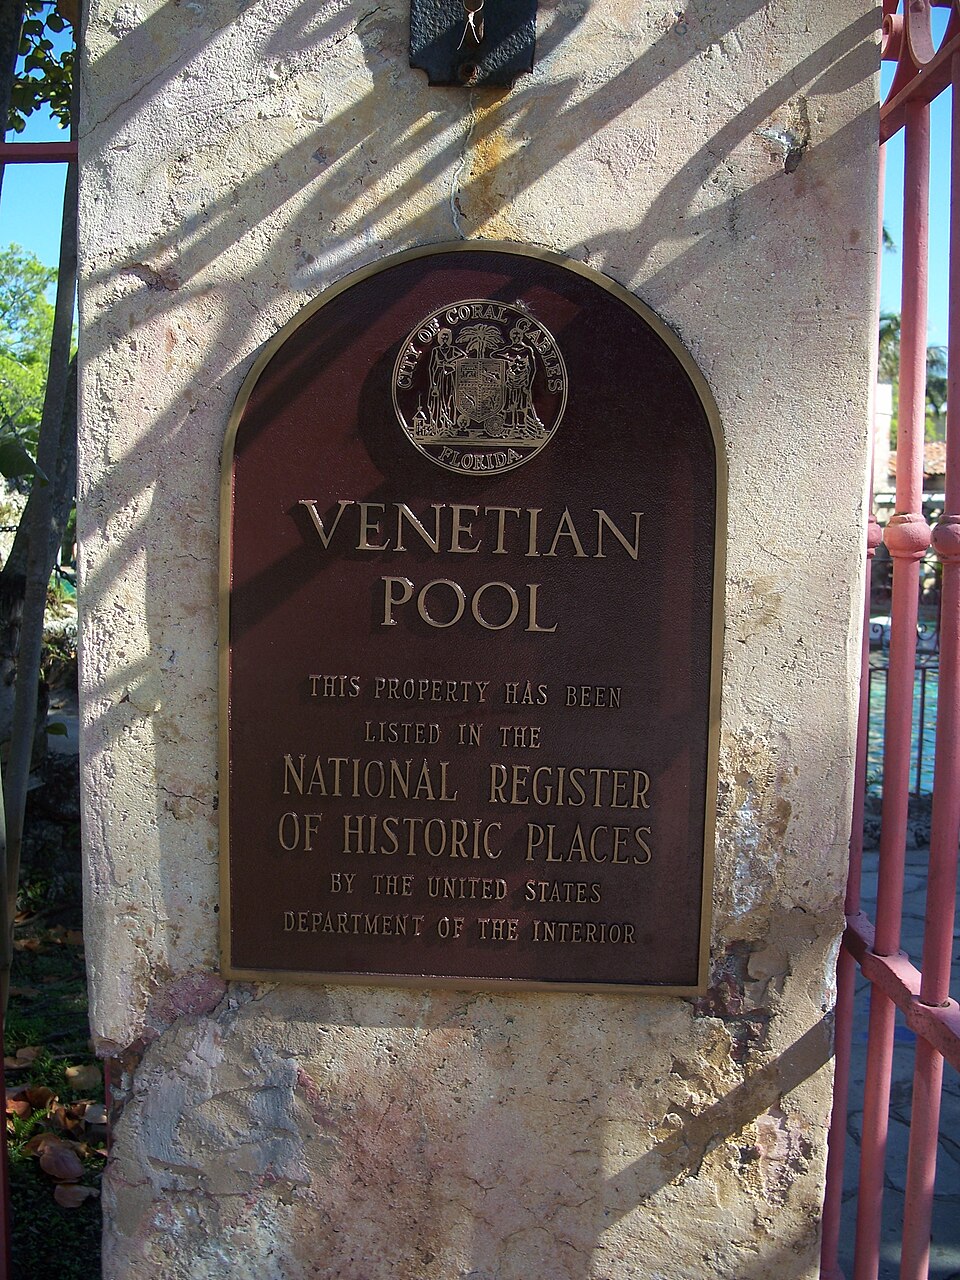 CITY OF CORAL GABLES
FLORIDA
VENETIAN
POOL
THIS PROPERTY HAS BEEN
LISTED IN THE
NATIONAL REGISTER
OF HISTORIC PLACES
BY THE UNITED STATES
DEPARTMENT OF THE INTERIOR